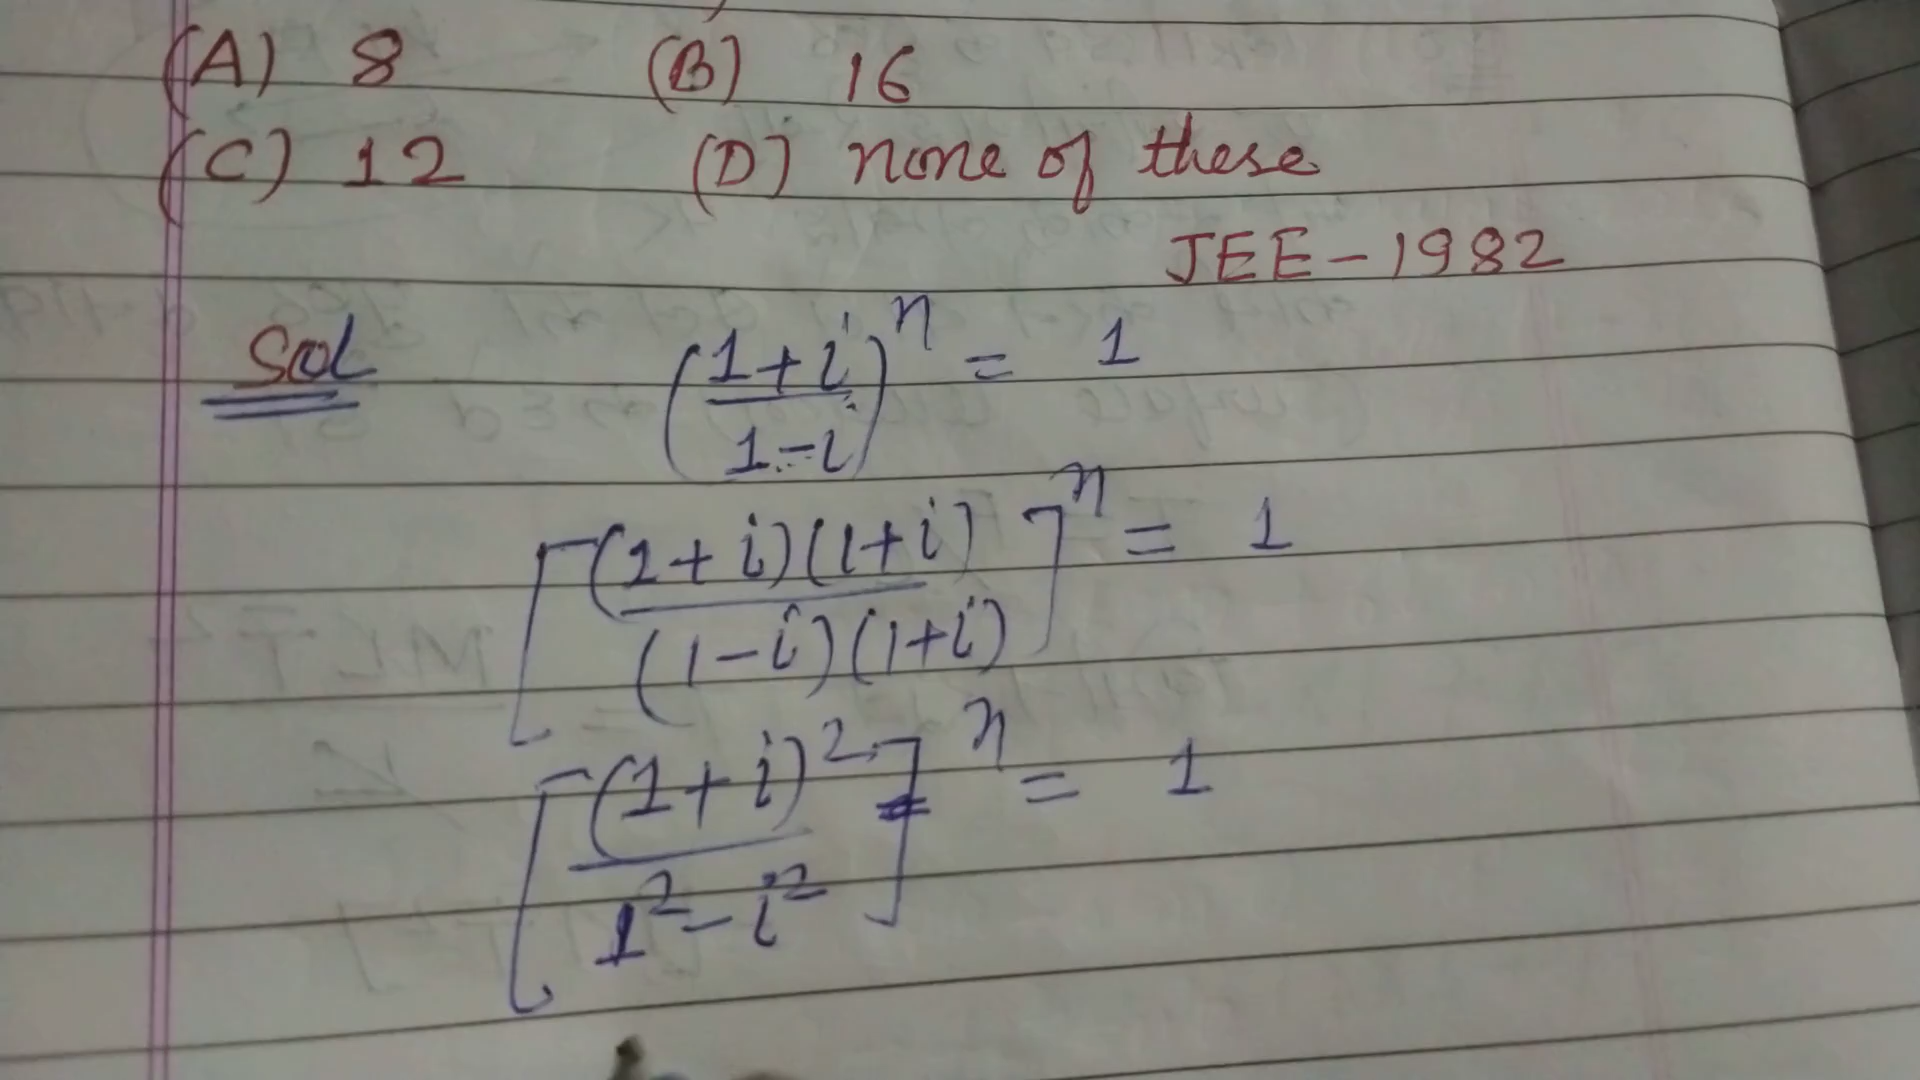 (A) 8 (B) 16
(C) 12 (D) none of these
JEE-1982
Sol ((1+i)/(1-i))^n = 1
[((1+i)(1+i))/((1-i)(1+i))]^n = 1
[(1+i)^2/(1^2-i^2)]^n = 1